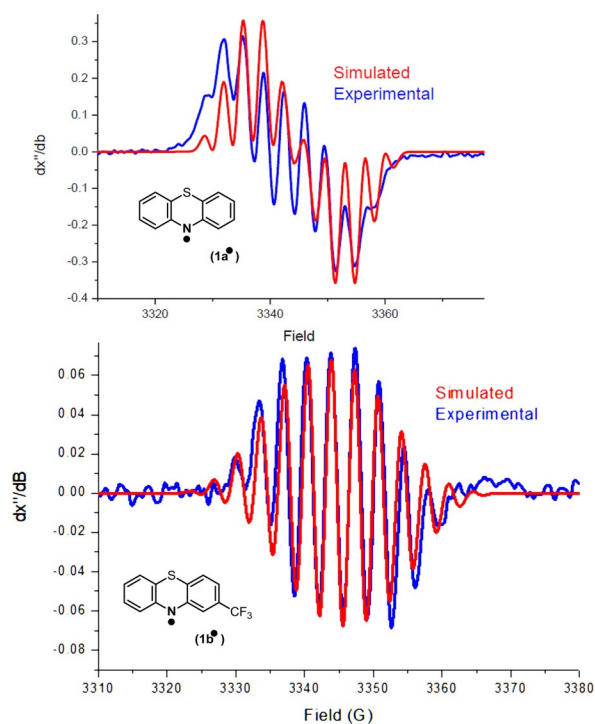 0.3
0.2
0.1
0.0
-0.1
-0.2
-0.3
-0.4
dx"/db
Simulated
Experimental
S
N
(1a•)
3320
3340
3360
Field
0.06
0.04
0.02
0.00
-0.02
-0.04
-0.06
-0.08
dx"/dB
Simulated
Experimental
S
N
CF3
(1b•)
3310
3320
3330
3340
3350
3360
3370
3380
Field (G)